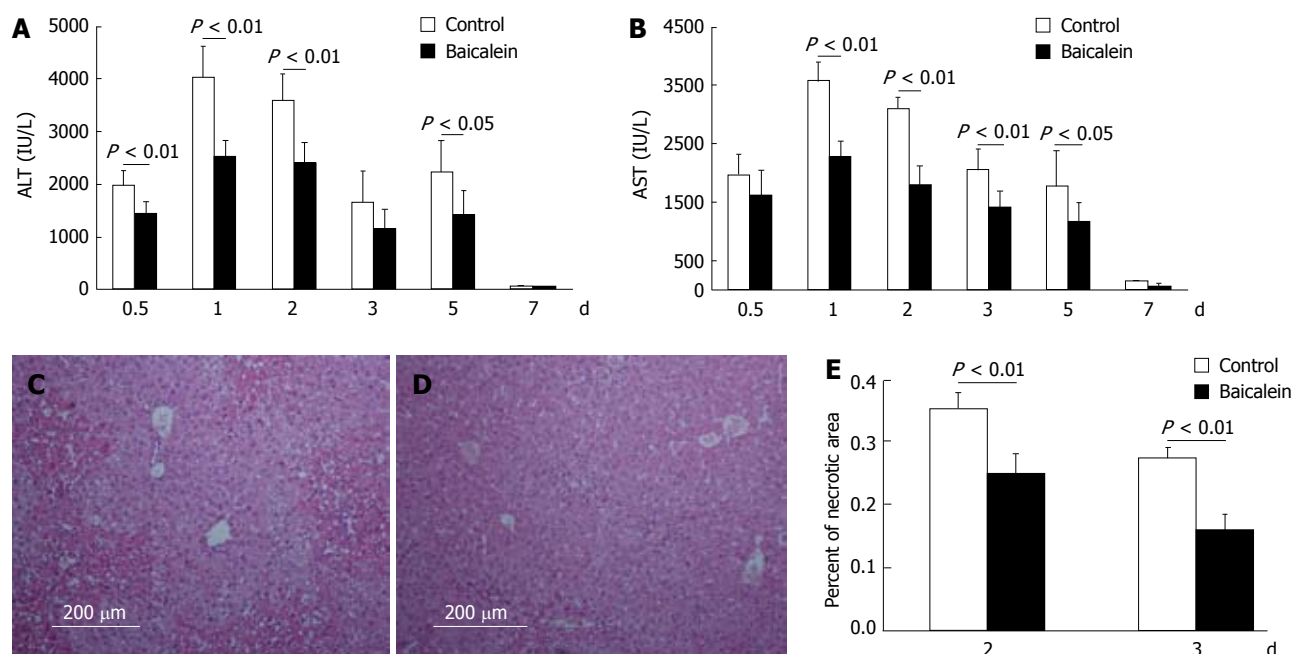 A
ALT (IU/L)
5000
4000
3000
2000
1000
0
P < 0.01
P < 0.01
P < 0.01
P < 0.05
Control
Baicalein
0.5 1 2 3 5 7 d
B
AST (IU/L)
4500
3500
2500
1500
500
0
P < 0.01
P < 0.01
P < 0.01
P < 0.05
Control
Baicalein
0.5 1 2 3 5 7 d
C
200 μm
D
200 μm
E
Percent of necrotic area
0.4
0.3
0.2
0.1
0.0
P < 0.01
P < 0.01
Control
Baicalein
2 3 d